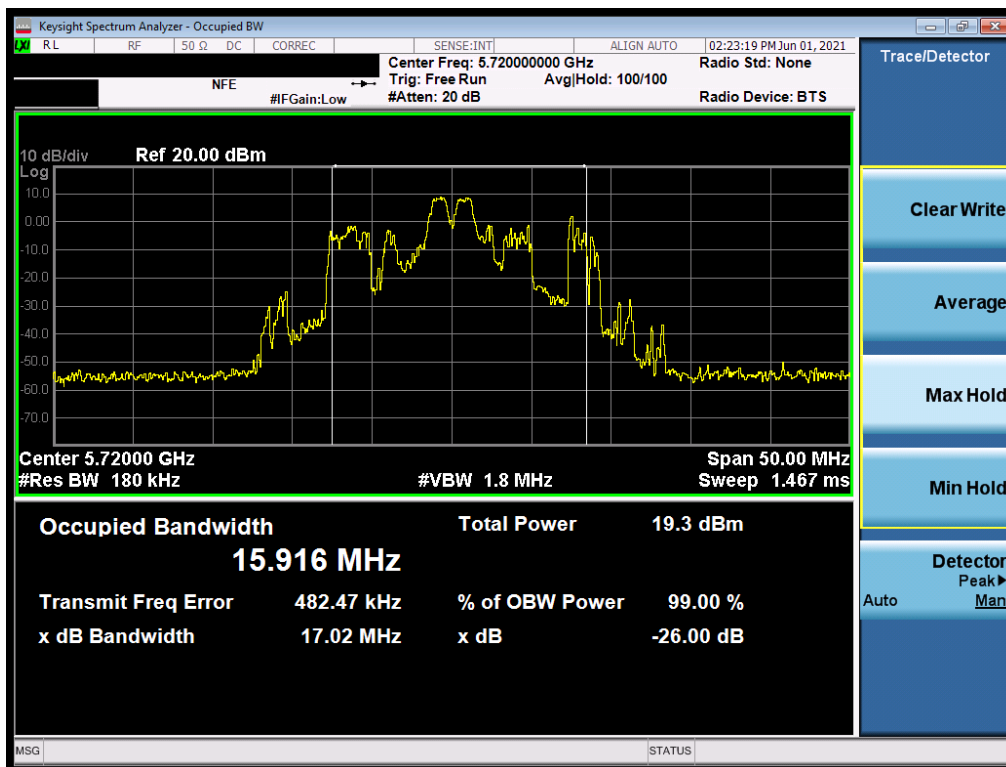 Keysight Spectrum Analyzer - Occupied BW
LXI RL RF 50 Ω DC CORREC SENSE:INT ALIGN AUTO 02:23:19 PM Jun 01, 2021
Center Freq: 5.720000000 GHz Radio Std: None
NFE Trig: Free Run Avg|Hold: 100/100
#IFGain:Low #Atten: 20 dB Radio Device: BTS
Trace/Detector
10 dB/div Ref 20.00 dBm
Log
10.0
0.00
-10.0
-20.0
-30.0
-40.0
-50.0
-60.0
-70.0
Center 5.72000 GHz Span 50.00 MHz
#Res BW 180 kHz #VBW 1.8 MHz Sweep 1.467 ms
Occupied Bandwidth Total Power 19.3 dBm
15.916 MHz
Transmit Freq Error 482.47 kHz % of OBW Power 99.00 %
x dB Bandwidth 17.02 MHz x dB -26.00 dB
Clear Write
Average
Max Hold
Min Hold
Detector
Peak▶
Auto Man
MSG STATUS